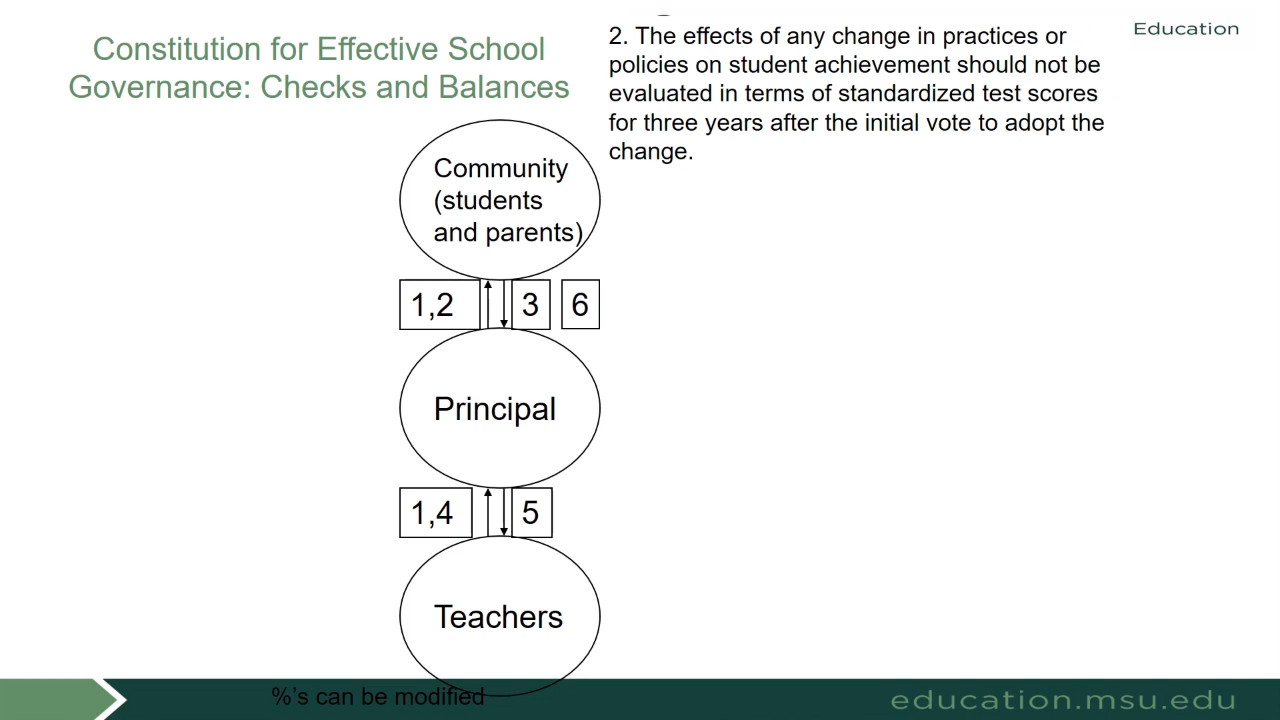 Constitution for Effective School
Governance: Checks and Balances
2. The effects of any change in practices or
policies on student achievement should not be
evaluated in terms of standardized test scores
for three years after the initial vote to adopt the
change.
Education
Community
(students
and parents)
1,2
3
6
Principal
1,4
5
Teachers
%'s can be modified
education.msu.edu